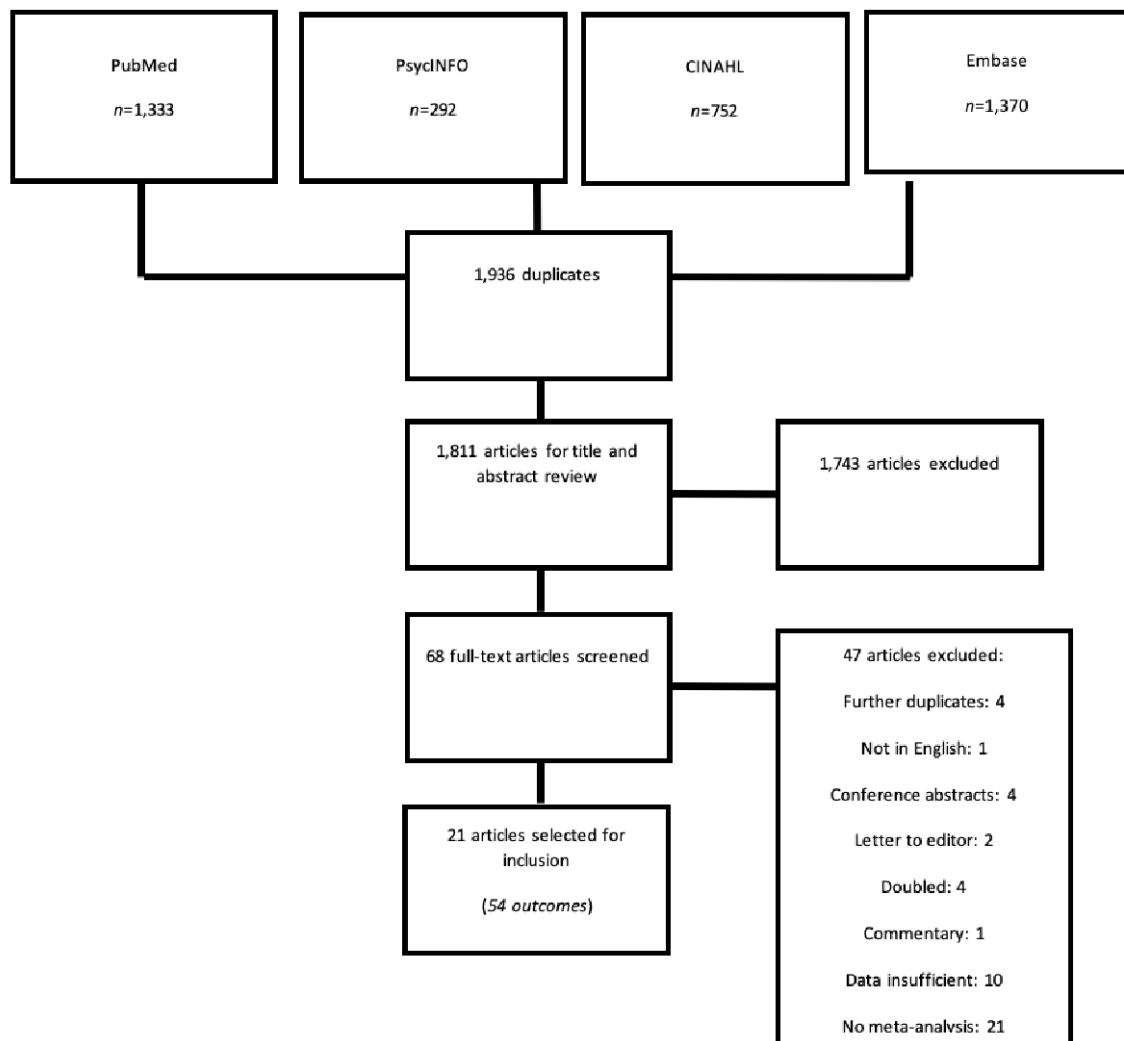 PubMed
n=1,333
PsycINFO
n=292
CINAHL
n=752
Embase
n=1,370
1,936 duplicates
1,811 articles for title and
abstract review
1,743 articles excluded
68 full-text articles screened
47 articles excluded:
Further duplicates: 4
Not in English: 1
Conference abstracts: 4
Letter to editor: 2
Doubled: 4
Commentary: 1
Data insufficient: 10
No meta-analysis: 21
21 articles selected for
inclusion
(54 outcomes)